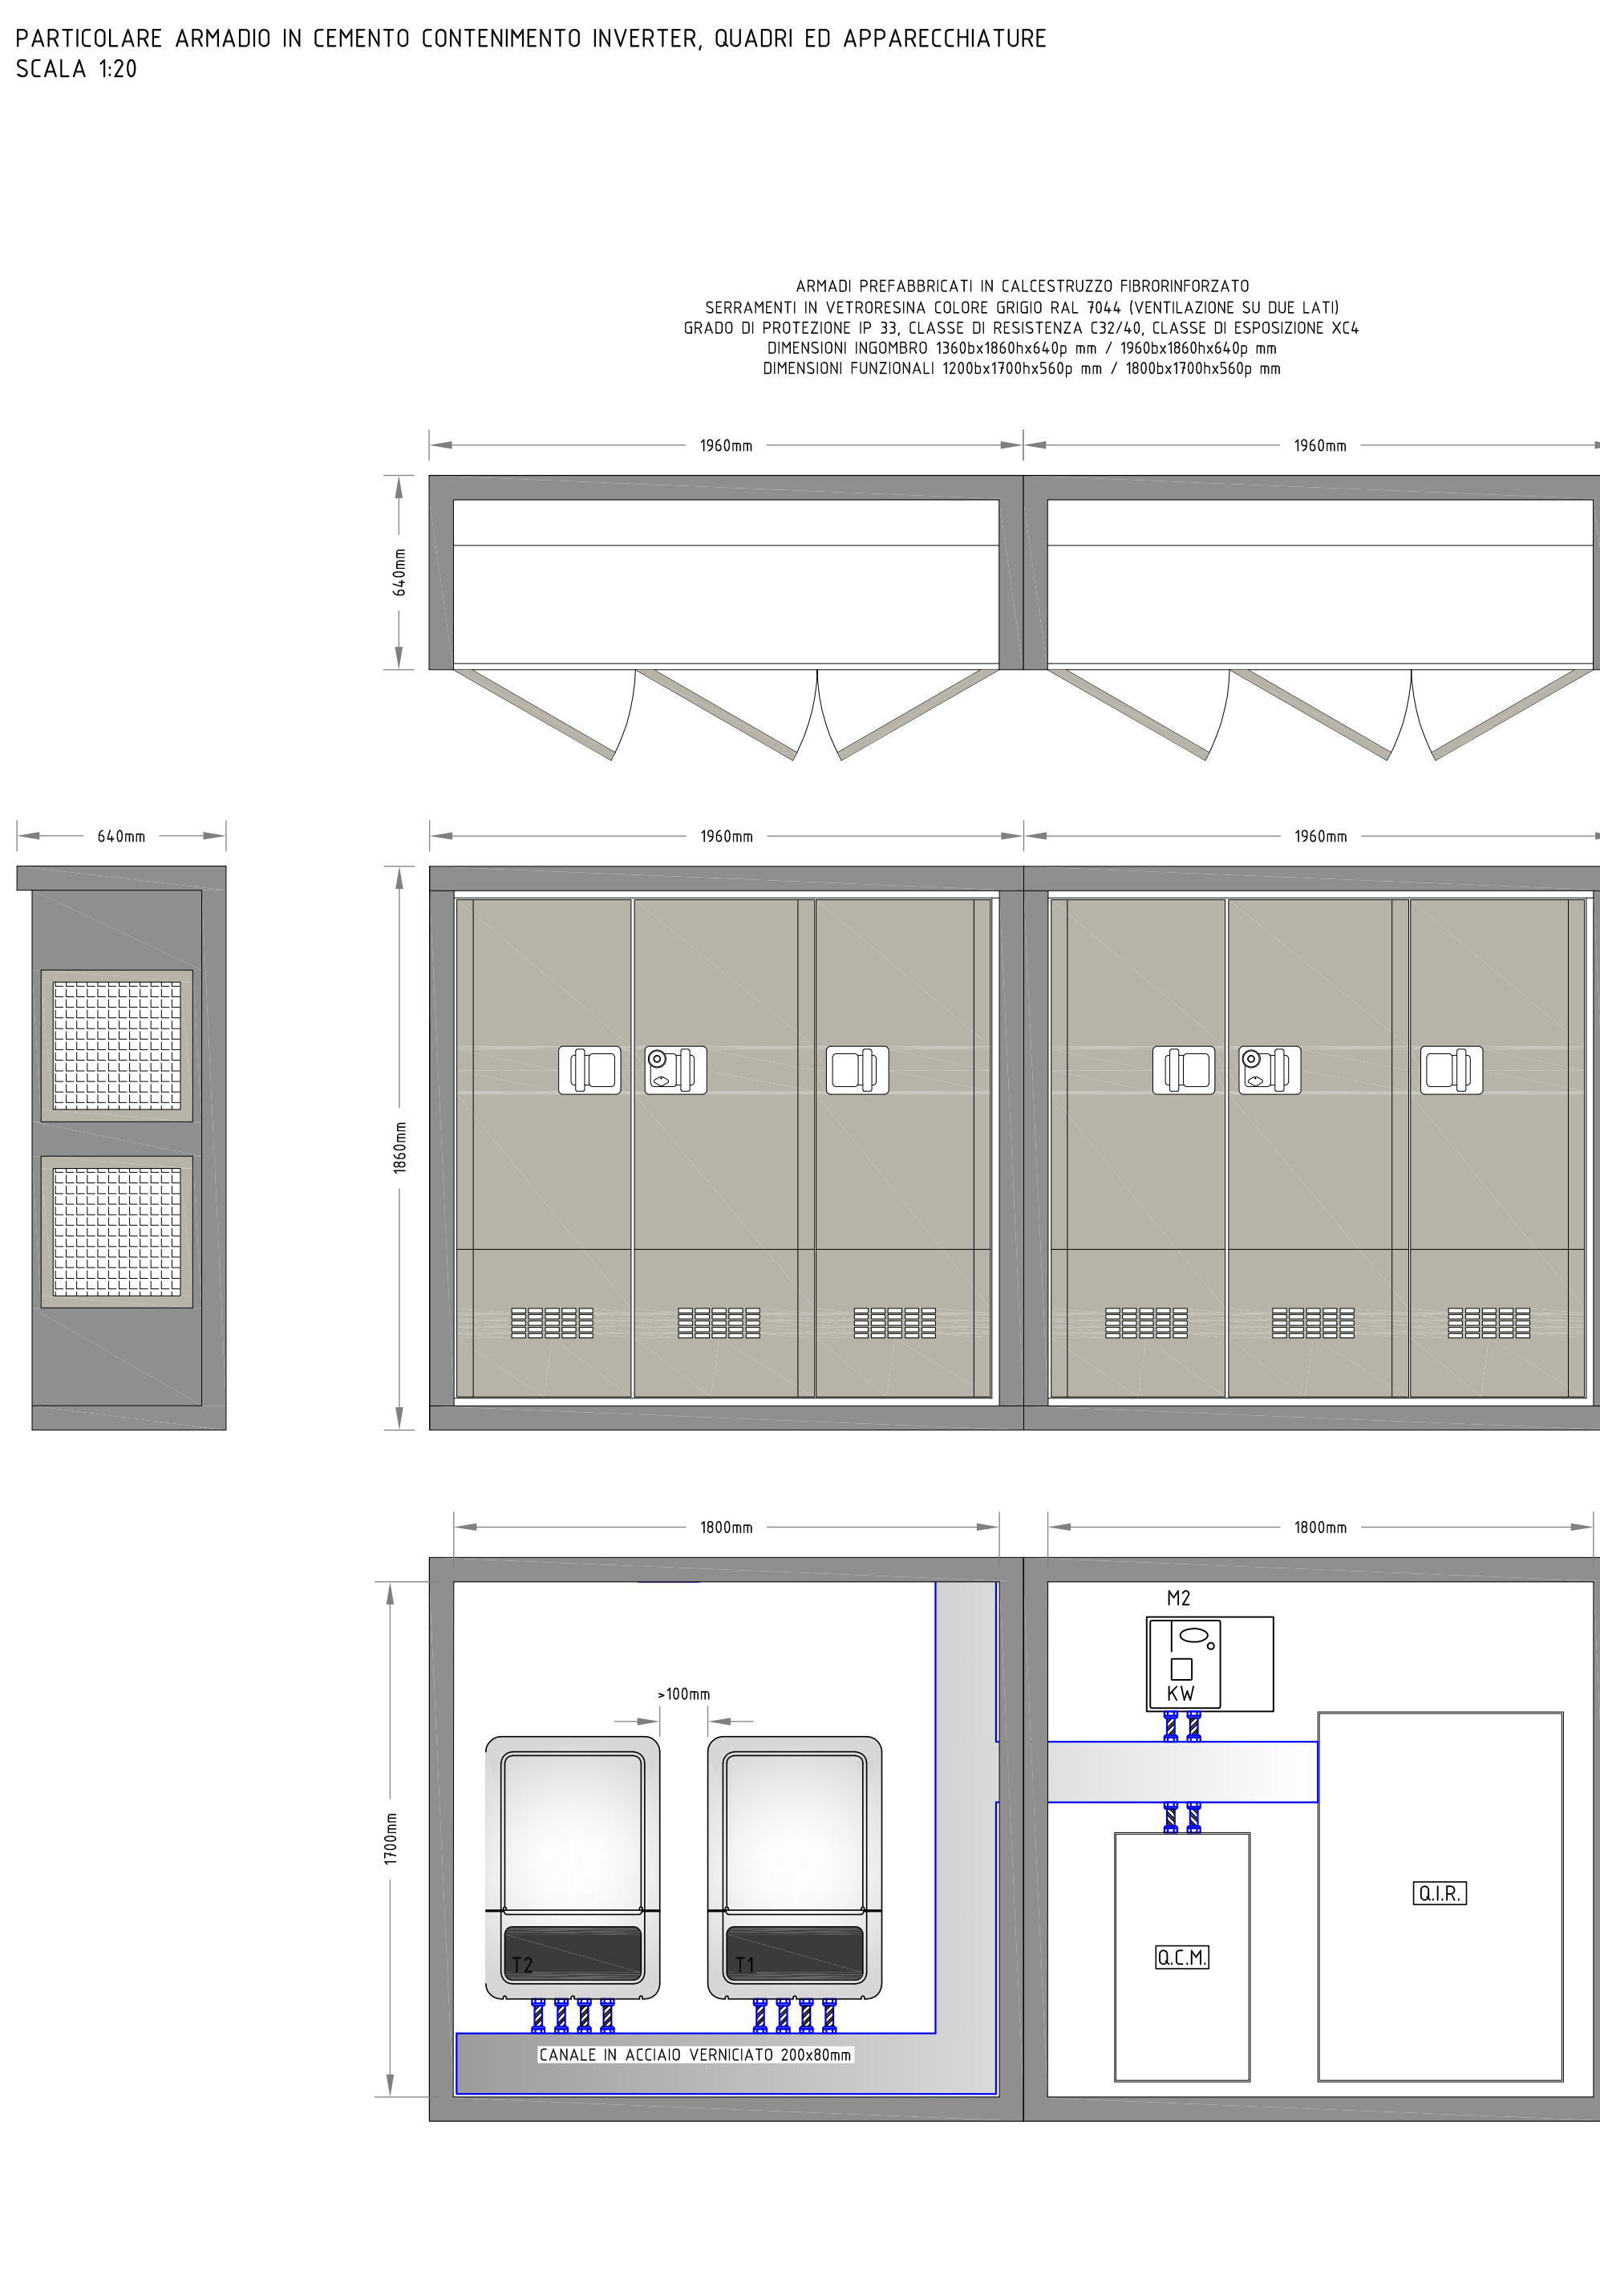 PARTICOLARE ARMADIO IN CEMENTO CONTENIMENTO INVERTER, QUADRI ED APPARECCHIATURE
SCALA 1:20
ARMADI PREFABBRICATI IN CALCESTRUZZO FIBRORINFORZATO
SERRAMENTI IN VETRORESINA COLORE GRIGIO RAL 7044 (VENTILAZIONE SU DUE LATI)
GRADO DI PROTEZIONE IP 33, CLASSE DI RESISTENZA C32/40, CLASSE DI ESPOSIZIONE XC4
DIMENSIONI INGOMBRO 1360bx1860hx640p mm / 1960bx1860hx640p mm
DIMENSIONI FUNZIONALI 1200bx1700hx560p mm / 1800bx1700hx560p mm
1960mm
1960mm
640mm
640mm
1960mm
1960mm
1860mm
1800mm
1800mm
M2
KW
>100mm
1700mm
Q.I.R.
Q.C.M.
T2
T1
CANALE IN ACCIAIO VERNICIATO 200x80mm